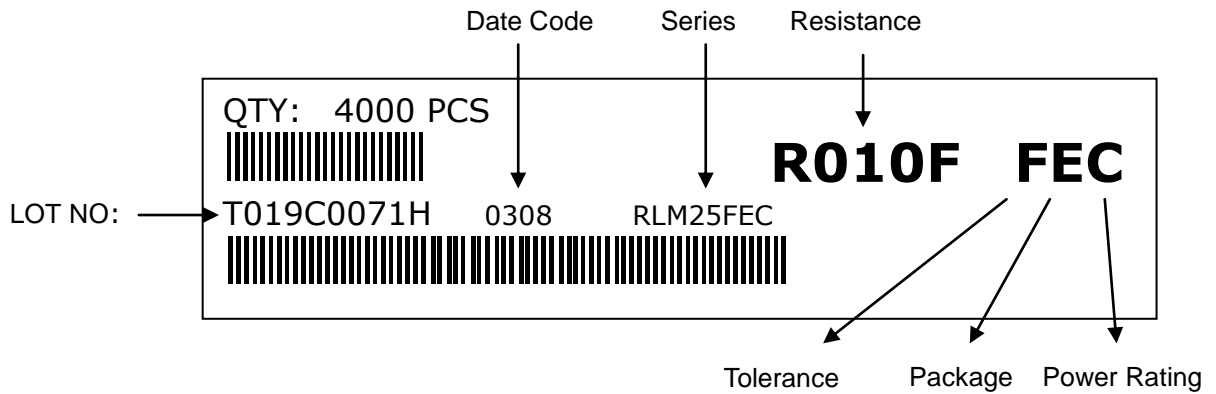 Date Code Series Resistance
QTY: 4000 PCS
R010F FEC
LOT NO: T019C0071H 0308 RLM25FEC
Tolerance Package Power Rating